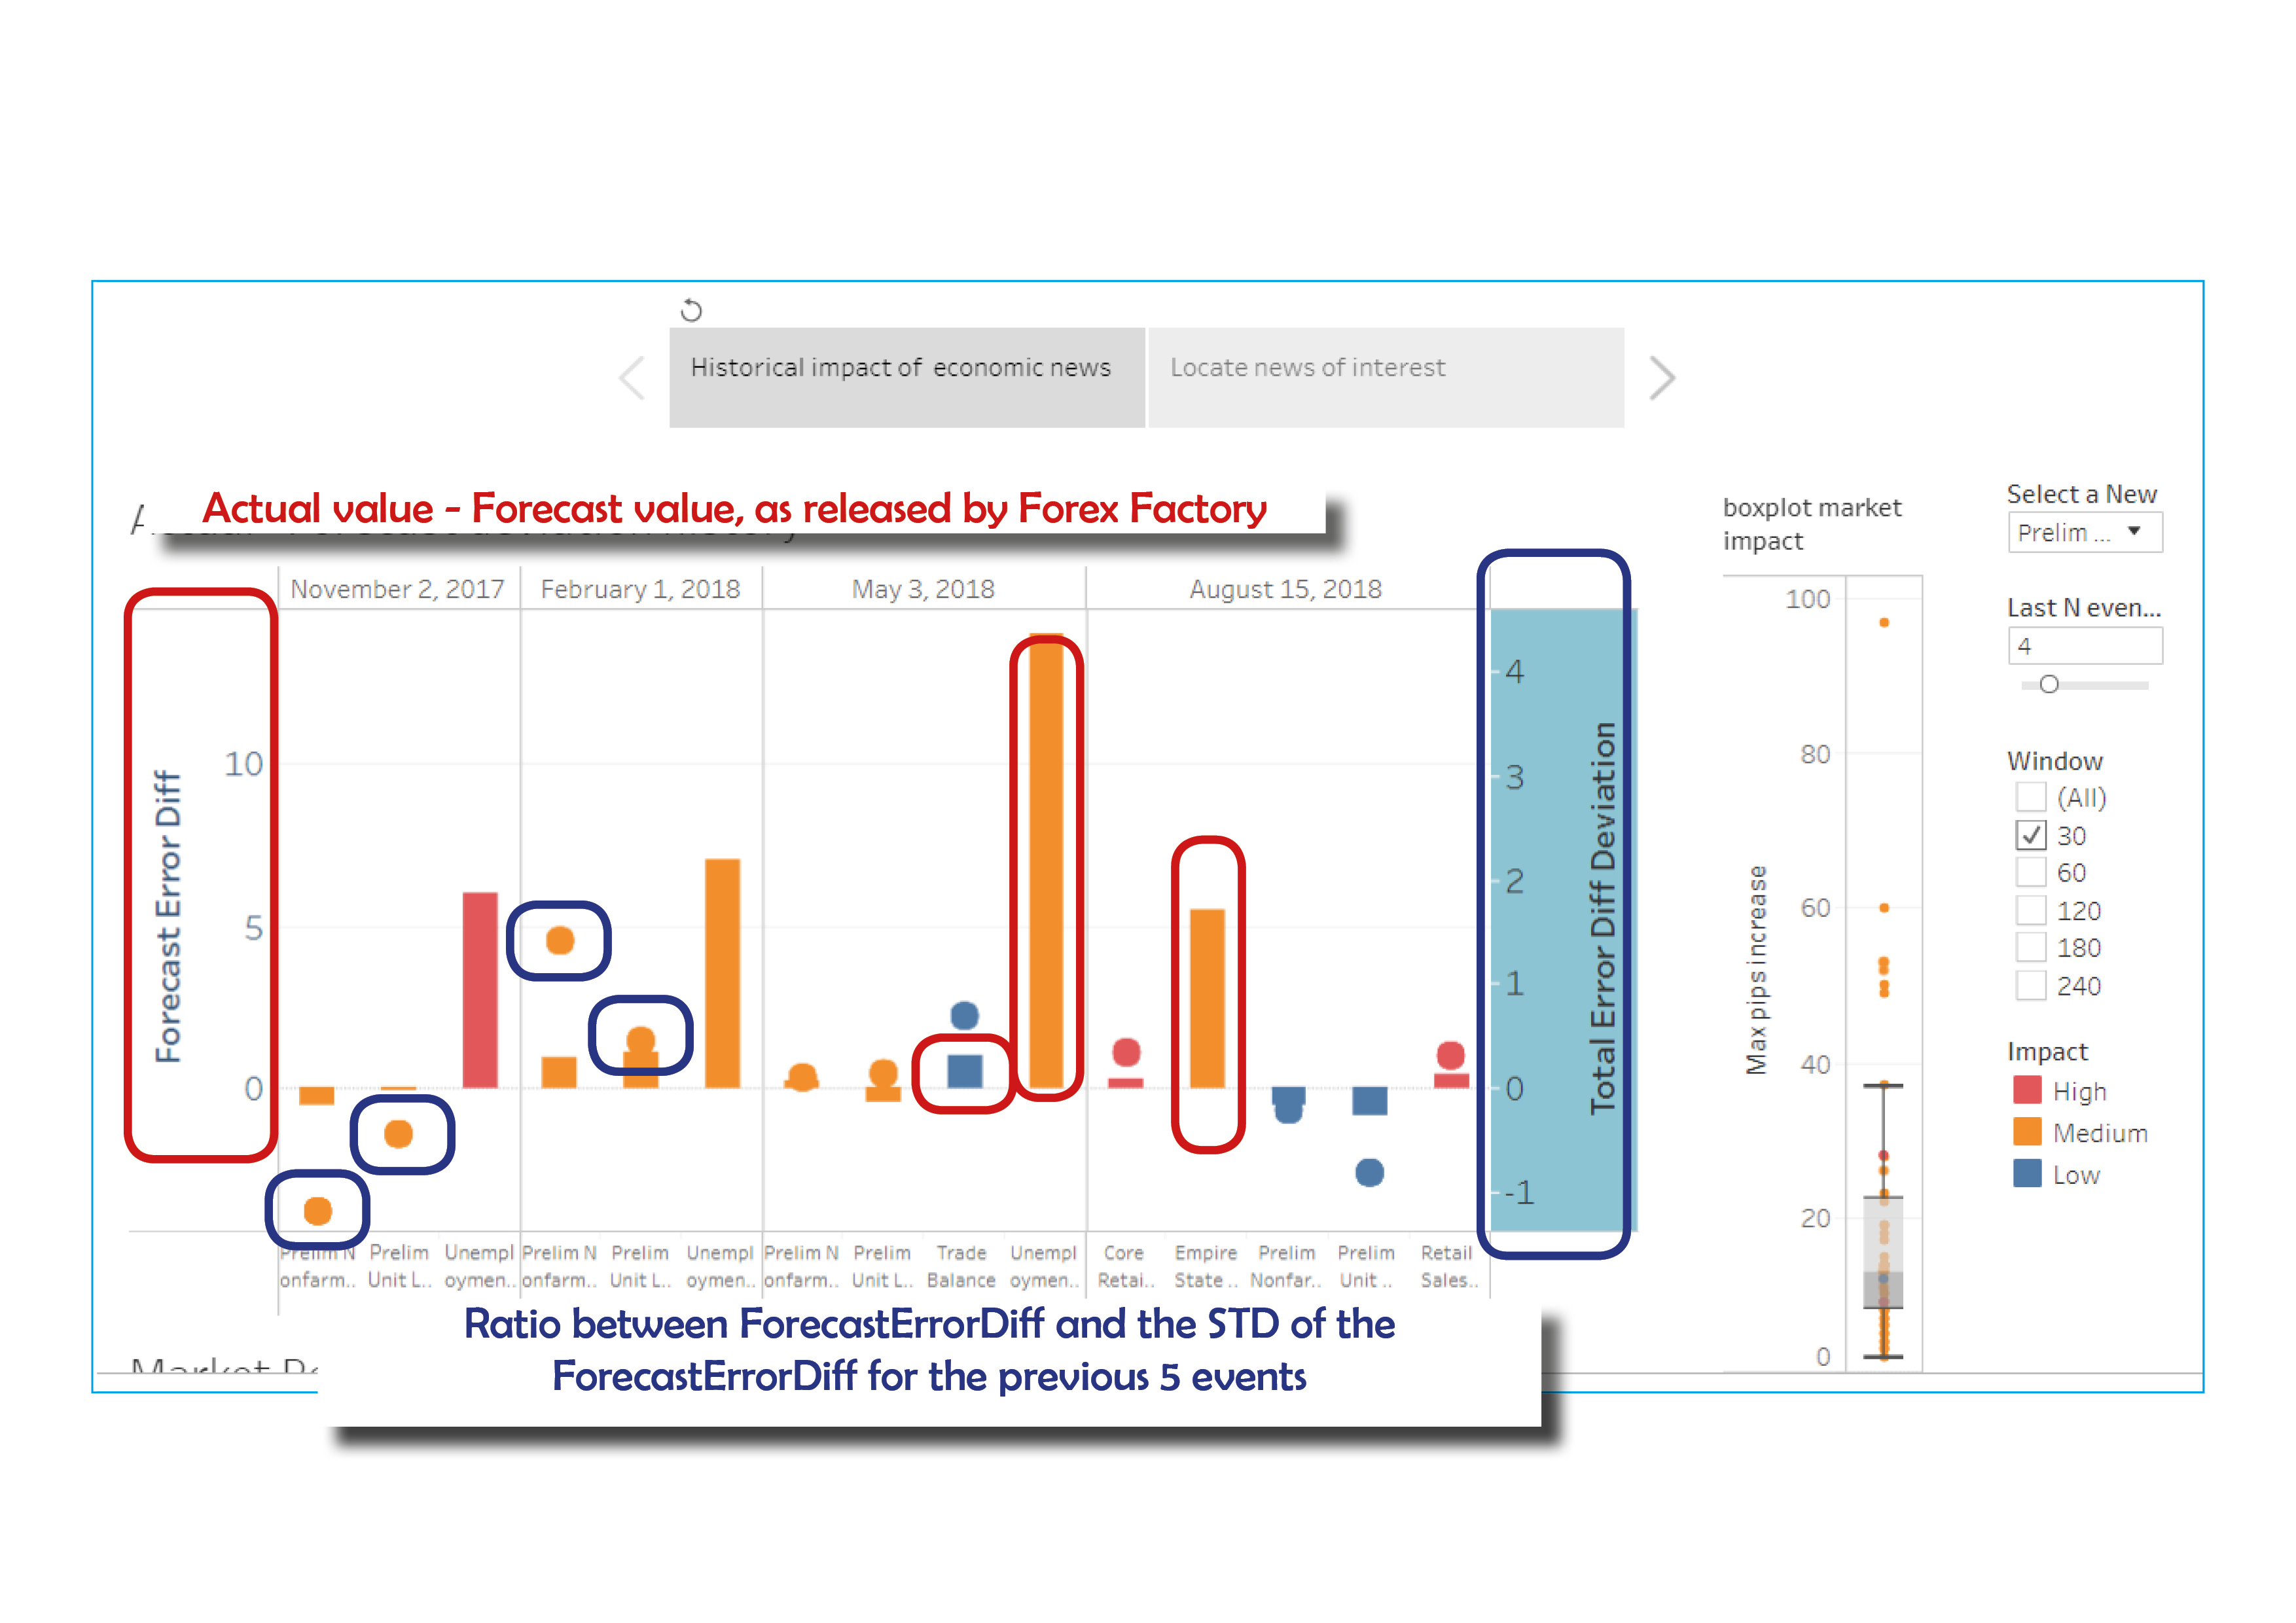 Historical impact of economic news
Locate news of interest
Actual value - Forecast value, as released by Forex Factory
November 2, 2017
February 1, 2018
May 3, 2018
August 15, 2018
Forecast Error Diff
10
5
0
4
3
2
1
0
-1
Total Error Diff Deviation
Prelim N
onfarm..
Prelim
Unit L..
Unempl
oymen..
Prelim N
onfarm..
Prelim
Unit L..
Unempl
oymen..
Prelim N
onfarm..
Prelim
Unit L..
Trade
Balance
Unempl
oymen..
Core
Retai..
Empire
State ..
Prelim
Nonfar..
Prelim
Unit ..
Retail
Sales..
Ratio between ForecastErrorDiff and the STD of the
ForecastErrorDiff for the previous 5 events
boxplot market
impact
Max pips increase
100
80
60
40
20
0
Select a New
Prelim ...
Last N even...
4
Window
(All)
30
60
120
180
240
Impact
High
Medium
Low